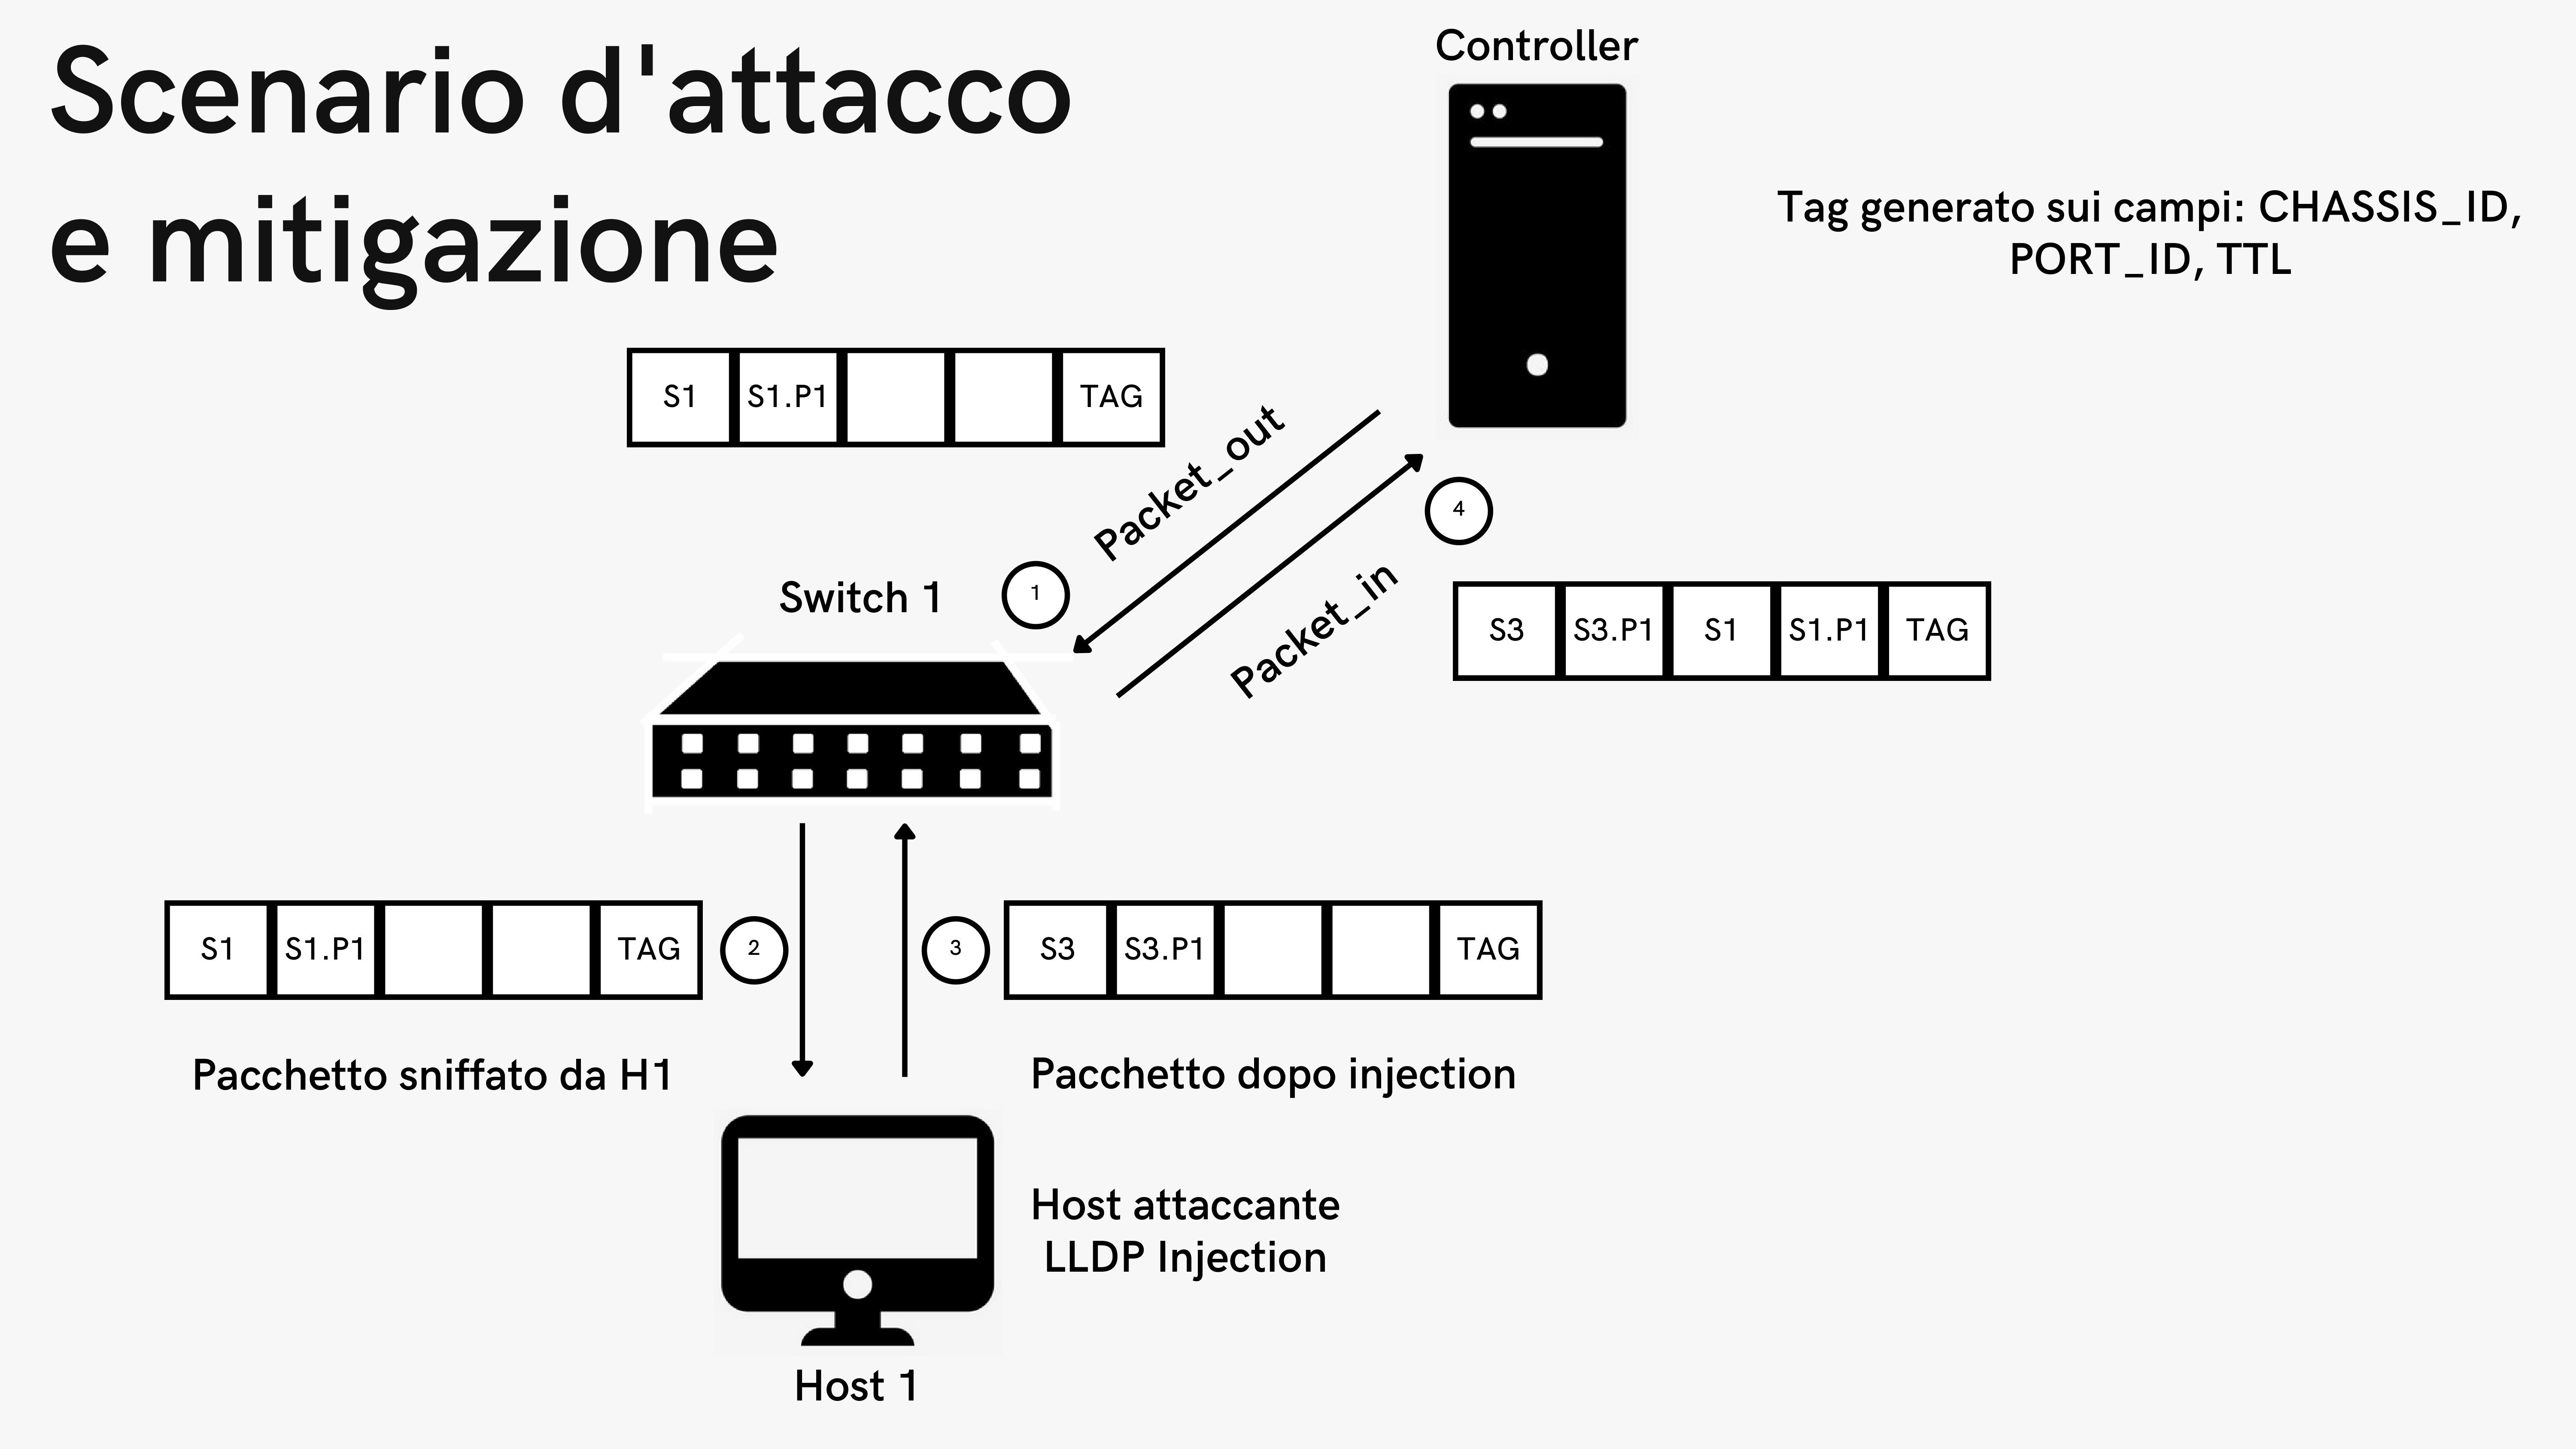 Scenario d'attacco
e mitigazione
Controller
Tag generato sui campi: CHASSIS_ID,
PORT_ID, TTL
S1 S1.P1 TAG
Packet_out
1
Switch 1
Packet_in
4
S3 S3.P1 S1 S1.P1 TAG
S1 S1.P1 TAG
2
3
S3 S3.P1 TAG
Pacchetto sniffato da H1
Pacchetto dopo injection
Host attaccante
LLDP Injection
Host 1